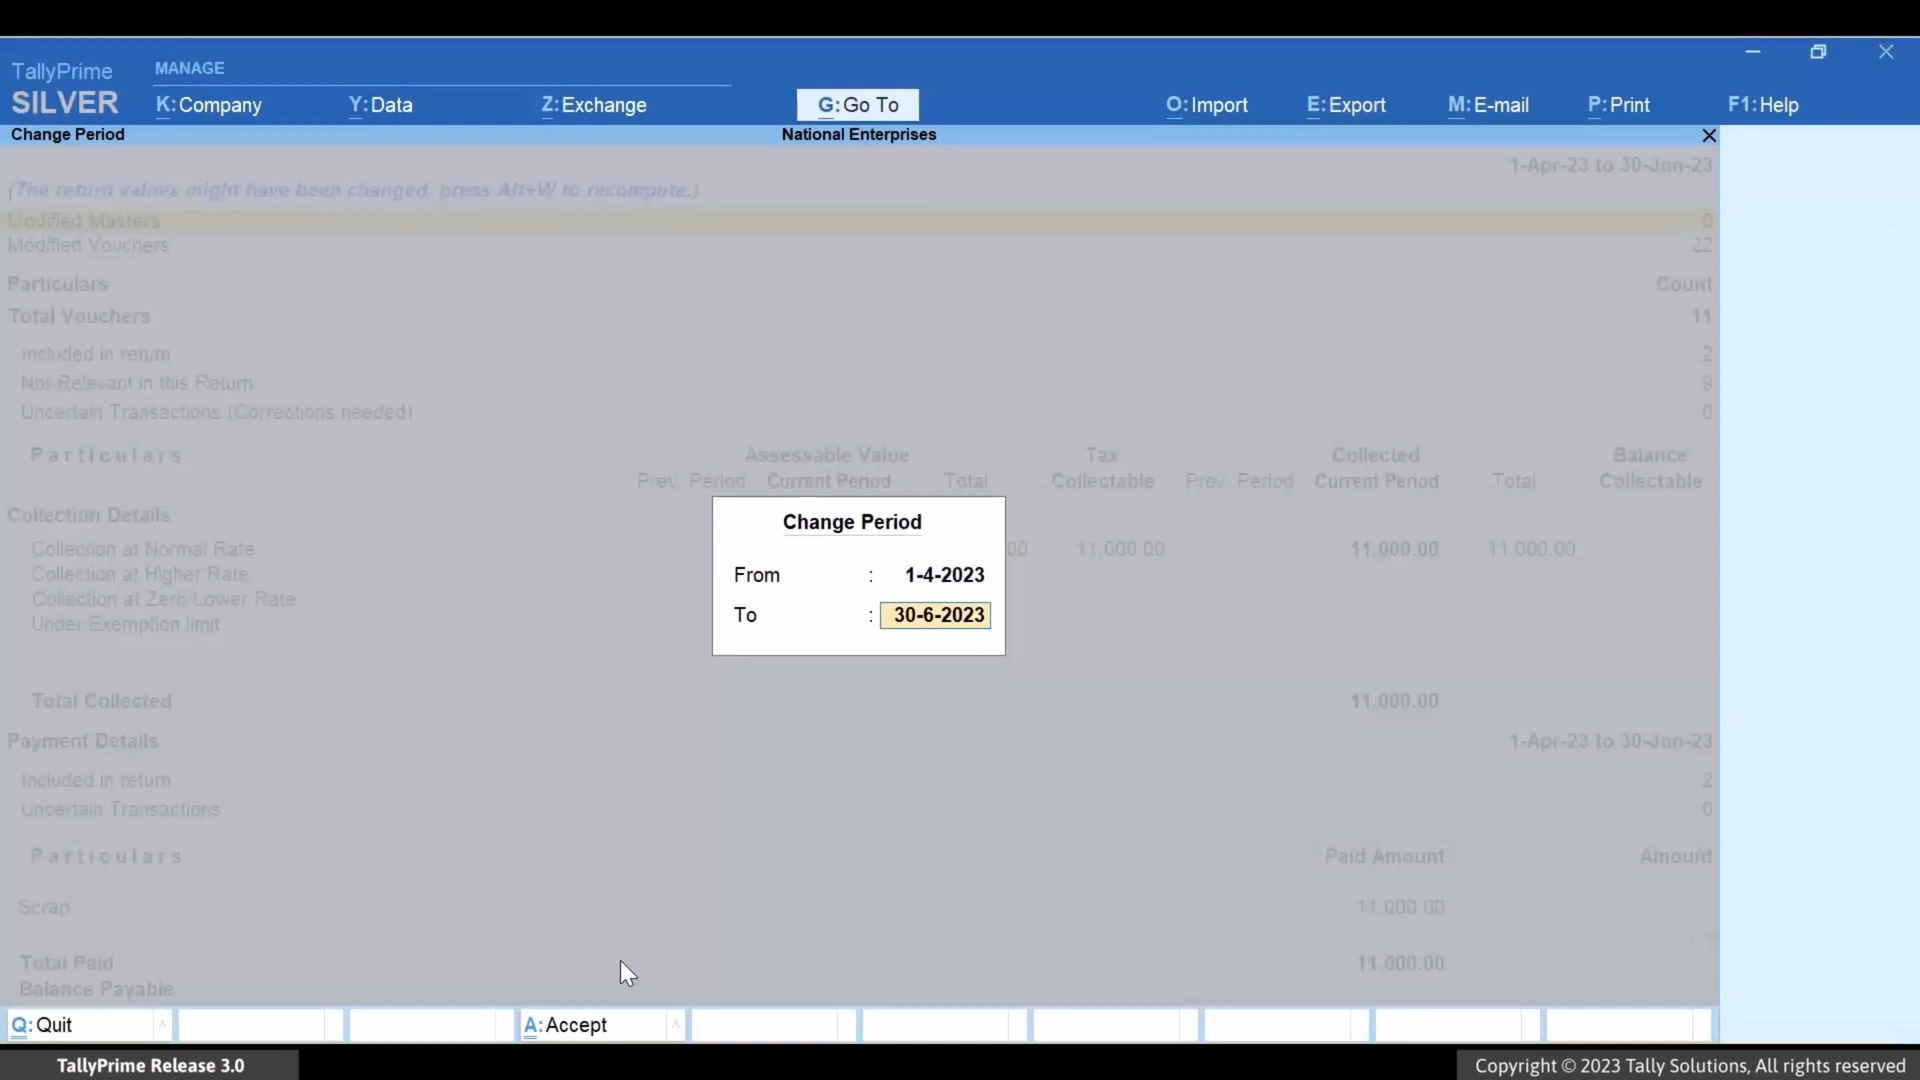 TallyPrime
MANAGE
SILVER
K:Company Y:Data Z:Exchange G:Go To O:Import E:Export M:E-mail P:Print F1:Help
Change Period National Enterprises
1-Apr-23 to 30-Jun-23
(The return values might have been changed, press Alt+W to recompute.)
Modified Masters 0
Modified Vouchers 22
Particulars Count
Total Vouchers 11
Included in return 2
Not Relevant in this Return 9
Uncertain Transactions (Corrections needed) 0
Particulars Assessable Value Tax Collected Balance
Prev. Period Current Period Total Collectable Prev. Period Current Period Total Collectable
Collection Details
Collection at Normal Rate 00 11,000.00 11,000.00 11,000.00
Collection at Higher Rate
Collection at Zero/Lower Rate
Under Exemption limit
Change Period
From : 1-4-2023
To : 30-6-2023
Total Collected 11,000.00
Payment Details 1-Apr-23 to 30-Jun-23
Included in return 2
Uncertain Transactions 0
Particulars Paid Amount Amount
Scrap 11,000.00
Total Paid 11,000.00
Balance Payable
Q:Quit A:Accept
TallyPrime Release 3.0 Copyright © 2023 Tally Solutions, All rights reserved